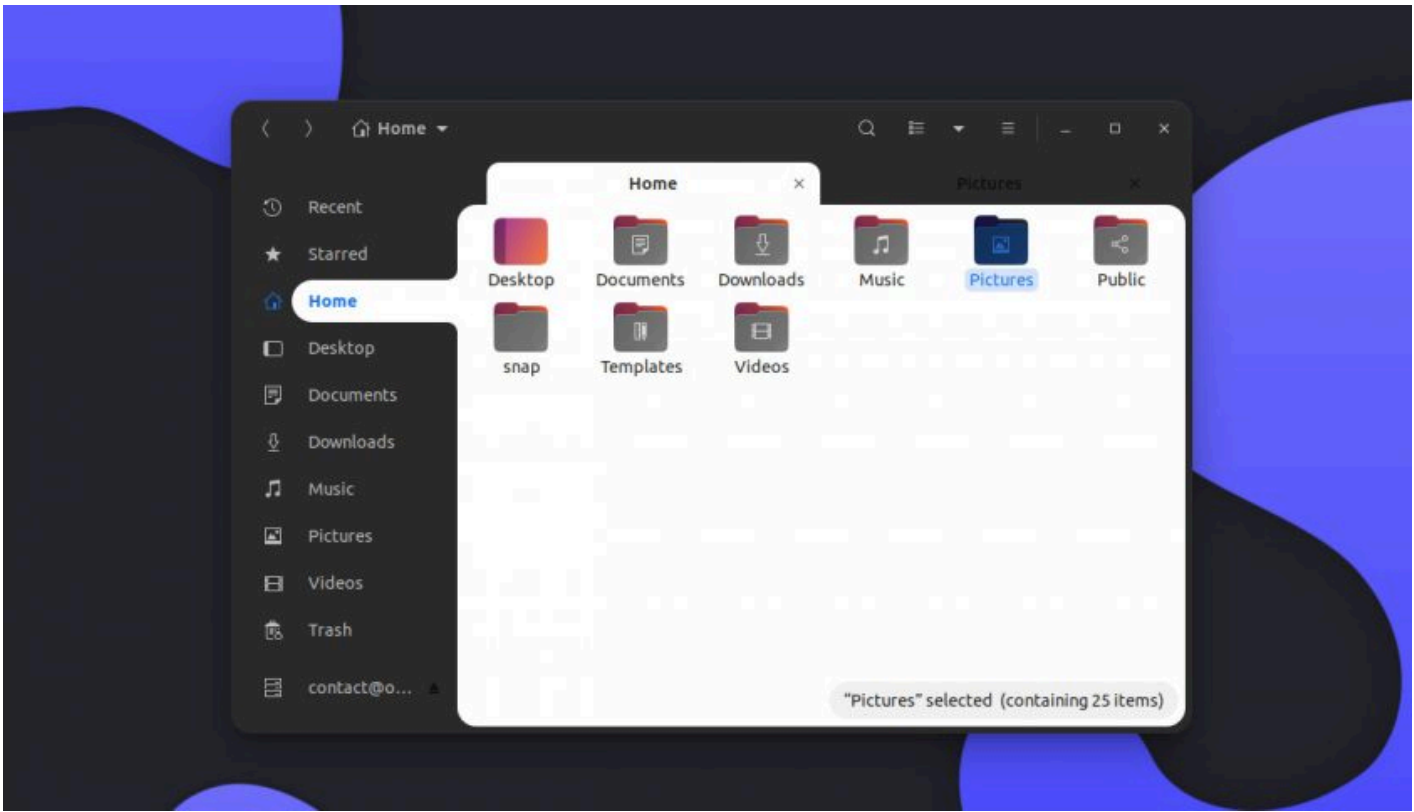 Home
Home
Pictures
Recent
Starred
Home
Desktop
Documents
Downloads
Music
Pictures
Videos
Trash
contact@o...
Desktop
Documents
Downloads
Music
Pictures
Public
snap
Templates
Videos
“Pictures” selected (containing 25 items)